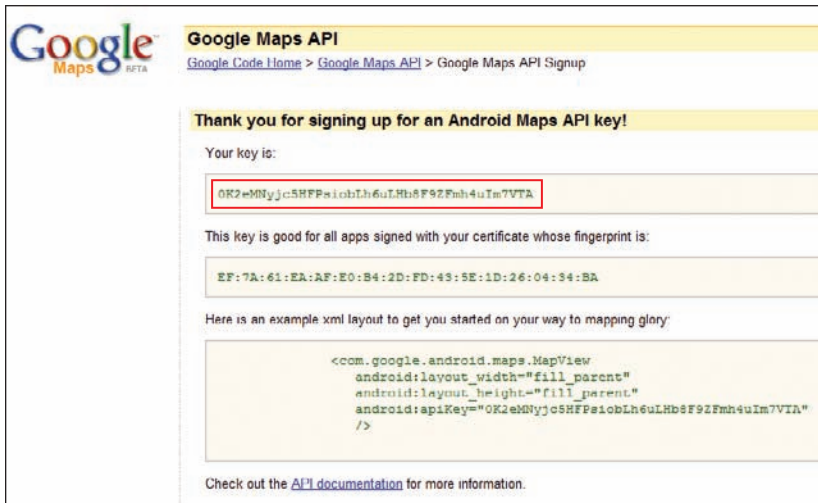 Google
Maps BETA
Google Maps API
Google Code Home > Google Maps API > Google Maps API Signup
Thank you for signing up for an Android Maps API key!
Your key is:
0K2eMNyjc5HFPsiobLh6uLHb8F9ZFmh4uIm7VTA
This key is good for all apps signed with your certificate whose fingerprint is:
EF:7A:61:EA:AF:E0:B4:2D:FD:43:5E:1D:26:04:34:BA
Here is an example xml layout to get you started on your way to mapping glory:
<com.google.android.maps.MapView
android:layout_width="fill_parent"
android:layout_height="fill_parent"
android:apiKey="0K2eMNyjc5HFPsiobLh6uLHb8F9ZFmh4uIm7VTA"
/>
Check out the API documentation for more information.